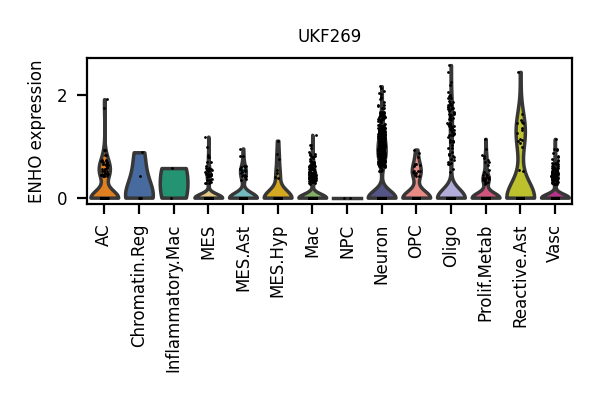 UKF269
ENHO expression
2
0
AC
Chromatin.Reg
Inflammatory.Mac
MES
MES.Ast
MES.Hyp
Mac
NPC
Neuron
OPC
Oligo
Prolif.Metab
Reactive.Ast
Vasc